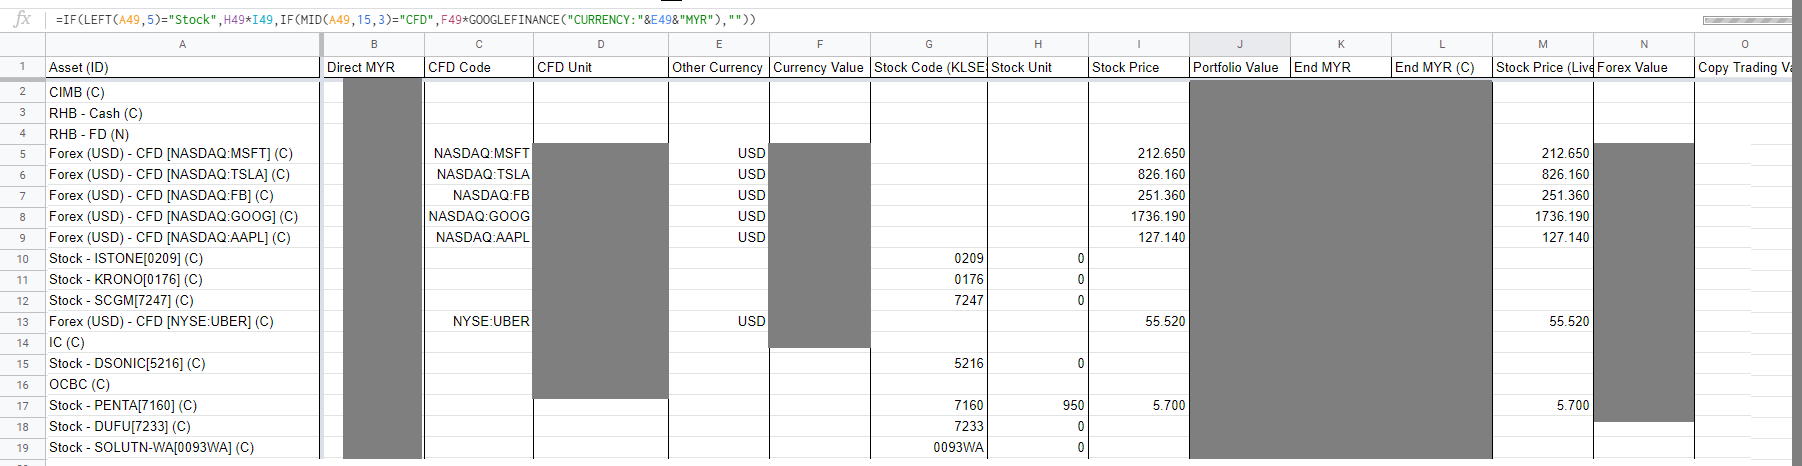 fx =IF(LEFT(A49,5)="Stock",H49*I49,IF(MID(A49,15,3)="CFD",F49*GOOGLEFINANCE("CURRENCY:"&E49&"MYR"),""))
A B C D E F G H I J K L M N O
1 Asset (ID) Direct MYR CFD Code CFD Unit Other Currency Currency Value Stock Code (KLSE: Stock Unit Stock Price Portfolio Value End MYR End MYR (C) Stock Price (Live Forex Value Copy Trading Va
2 CIMB (C)
3 RHB - Cash (C)
4 RHB - FD (N)
5 Forex (USD) - CFD [NASDAQ:MSFT] (C) NASDAQ:MSFT USD 212.650 212.650
6 Forex (USD) - CFD [NASDAQ:TSLA] (C) NASDAQ:TSLA USD 826.160 826.160
7 Forex (USD) - CFD [NASDAQ:FB] (C) NASDAQ:FB USD 251.360 251.360
8 Forex (USD) - CFD [NASDAQ:GOOG] (C) NASDAQ:GOOG USD 1736.190 1736.190
9 Forex (USD) - CFD [NASDAQ:AAPL] (C) NASDAQ:AAPL USD 127.140 127.140
10 Stock - ISTONE[0209] (C) 0209 0
11 Stock - KRONO[0176] (C) 0176 0
12 Stock - SCGM[7247] (C) 7247 0
13 Forex (USD) - CFD [NYSE:UBER] (C) NYSE:UBER USD 55.520 55.520
14 IC (C)
15 Stock - DSONIC[5216] (C) 5216 0
16 OCBC (C)
17 Stock - PENTA[7160] (C) 7160 950 5.700 5.700
18 Stock - DUFU[7233] (C) 7233 0
19 Stock - SOLUTN-WA[0093WA] (C) 0093WA 0